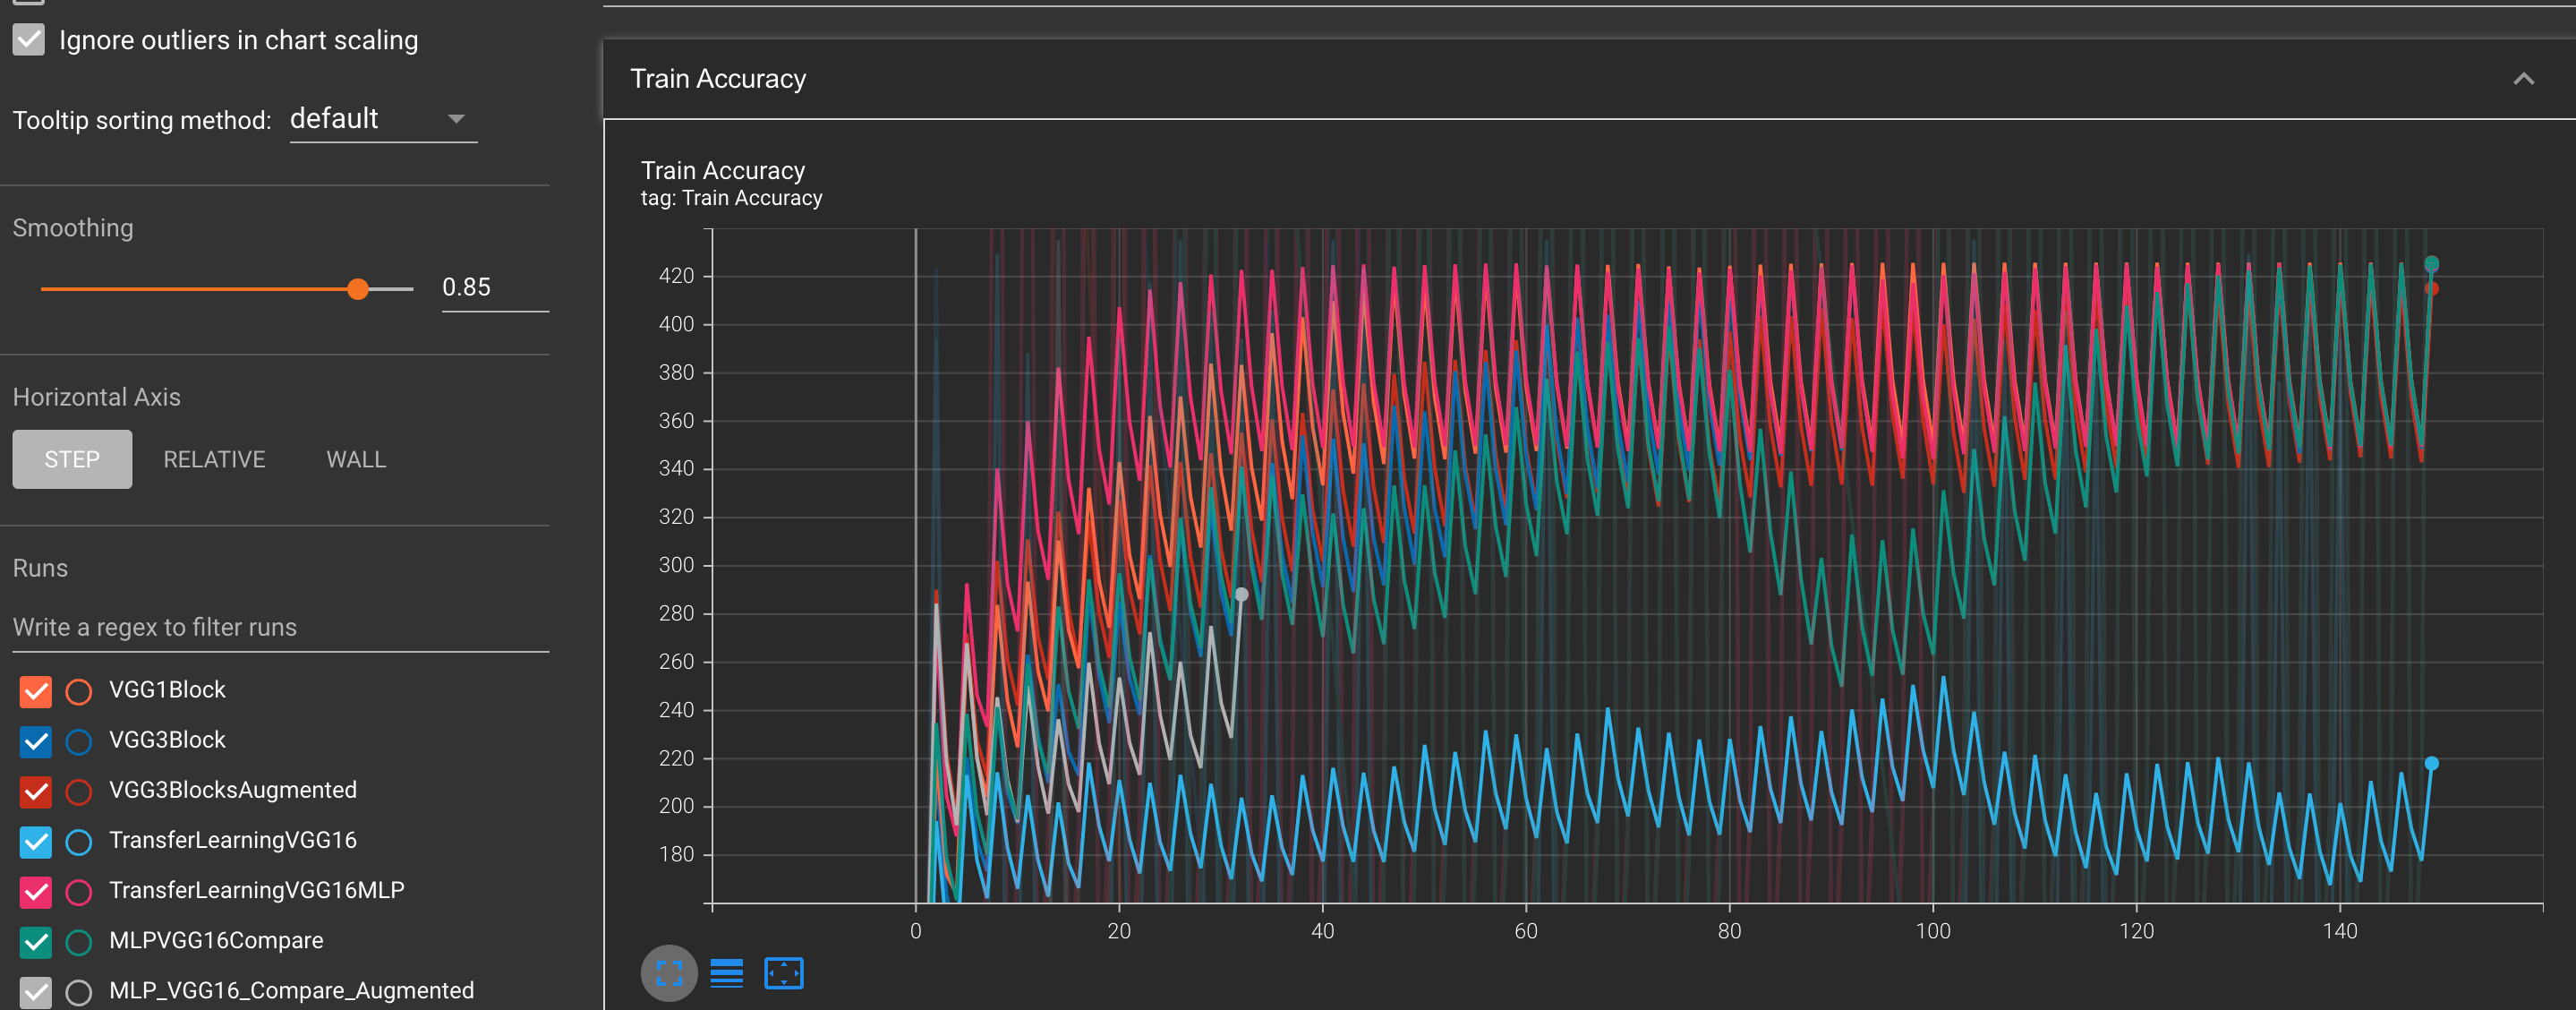 Ignore outliers in chart scaling
Tooltip sorting method: default
Smoothing
0.85
Horizontal Axis
STEP RELATIVE WALL
Runs
Write a regex to filter runs
VGG1Block
VGG3Block
VGG3BlocksAugmented
TransferLearningVGG16
TransferLearningVGG16MLP
MLPVGG16Compare
MLP_VGG16_Compare_Augmented
Train Accuracy
Train Accuracy
tag: Train Accuracy
420
400
380
360
340
320
300
280
260
240
220
200
180
0 20 40 60 80 100 120 140